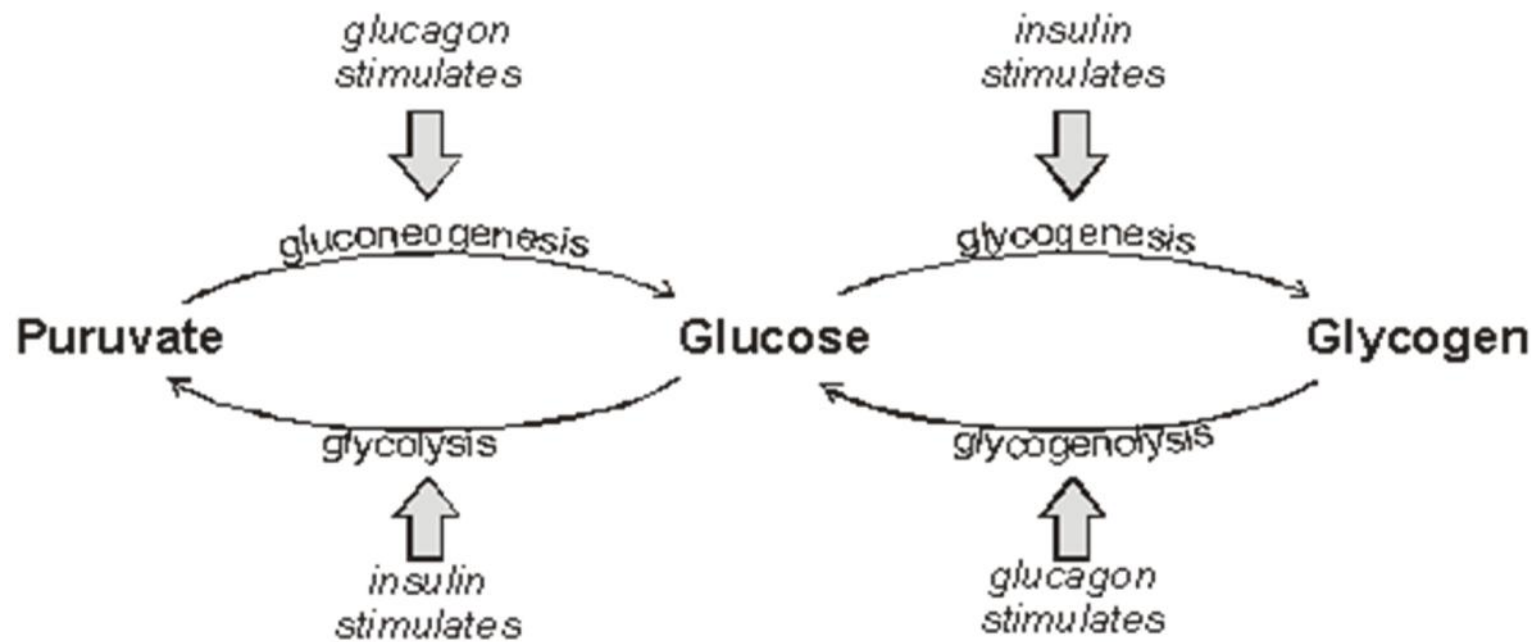 glucagon
stimulates
insulin
stimulates
gluconeogenesis
glycogenesis
Puruvate
Glucose
Glycogen
glycolysis
glycogenolysis
insulin
stimulates
glucagon
stimulates